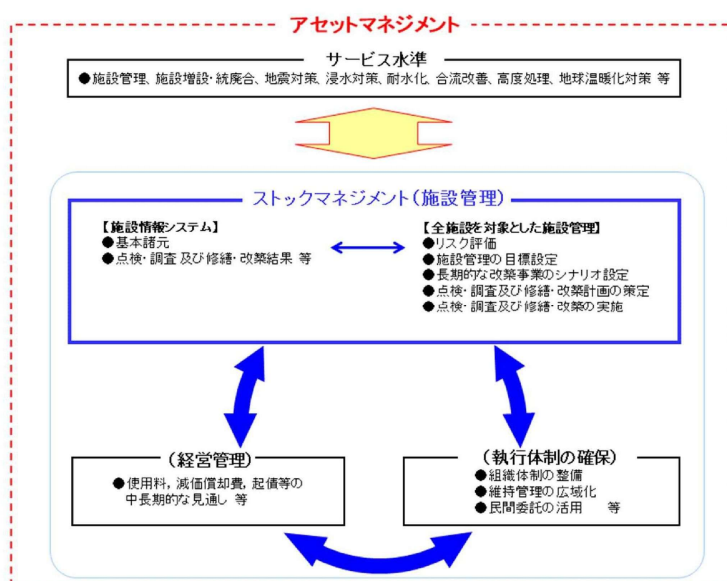 アセットマネジメント
サービス水準
●施設管理、施設増設・統廃合、地震対策、浸水対策、耐水化、合流改善、高度処理、地球温暖化対策 等
ストックマネジメント(施設管理)
【施設情報システム】
●基本諸元
●点検・調査及び修繕・改築結果 等
【全施設を対象とした施設管理】
●リスク評価
●施設管理の目標設定
●長期的な改築事業のシナリオ設定
●点検・調査及び修繕・改築計画の策定
●点検・調査及び修繕・改築の実施
(経営管理)
●使用料，減価償却費，起債等の
中長期的な見通し 等
(執行体制の確保)
●組織体制の整備
●維持管理の広域化
●民間委託の活用 等